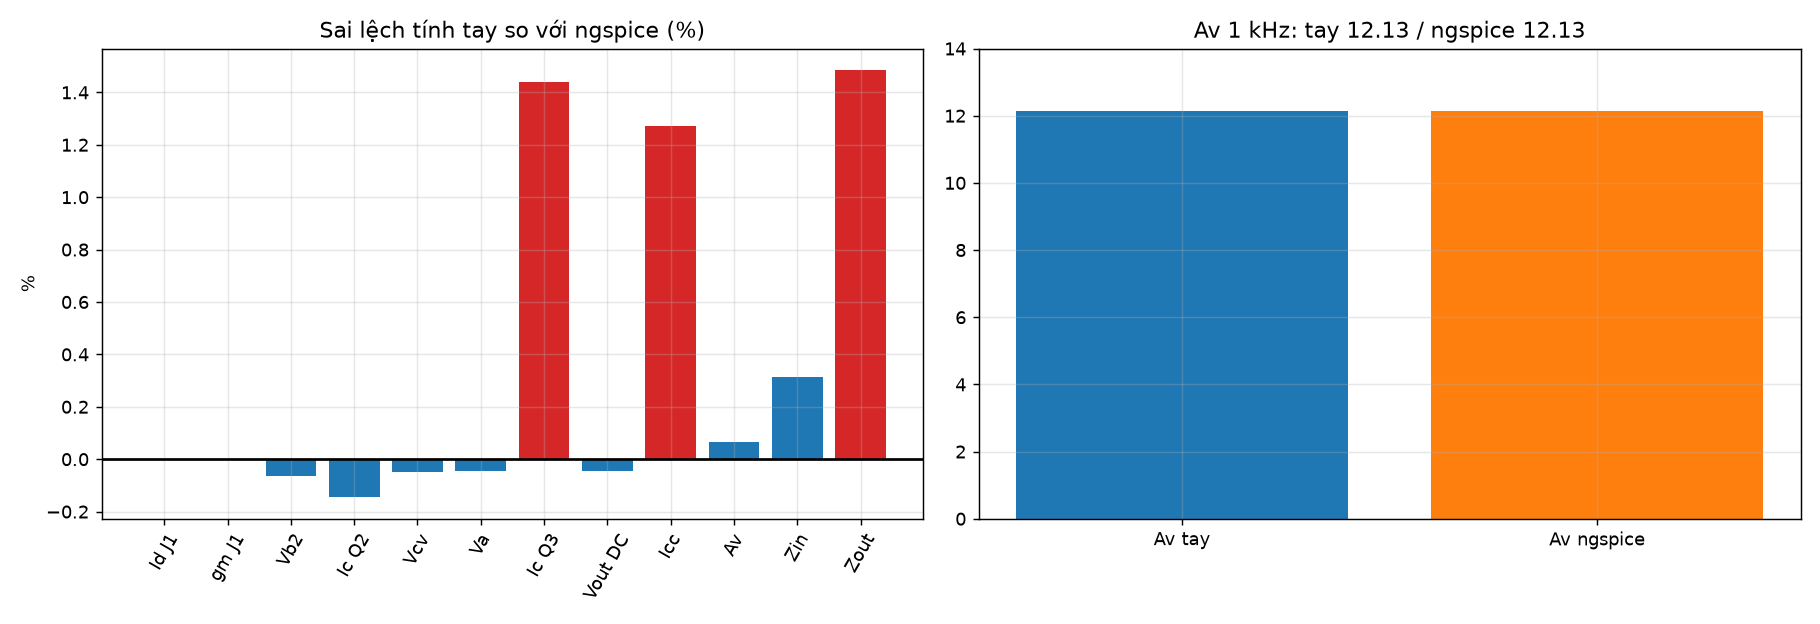 Sai lệch tính tay so với ngspice (%)
%
1.4
1.2
1.0
0.8
0.6
0.4
0.2
0.0
−0.2
Id J1
gm J1
Vb2
Ic Q2
Vcv
Va
Ic Q3
Vout DC
Icc
Av
Zin
Zout
Av 1 kHz: tay 12.13 / ngspice 12.13
14
12
10
8
6
4
2
0
Av tay
Av ngspice